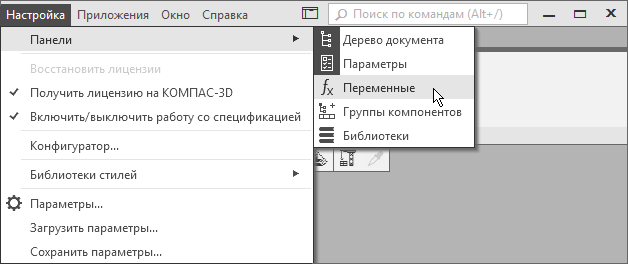 Настройка Приложения Окно Справка Поиск по командам (Alt+/)
Панели
Дерево документа
Параметры
Переменные
Группы компонентов
Библиотеки
Восстановить лицензии
Получить лицензию на КОМПАС-3D
Включить/выключить работу со спецификацией
Конфигуратор...
Библиотеки стилей
Параметры...
Загрузить параметры...
Сохранить параметры...